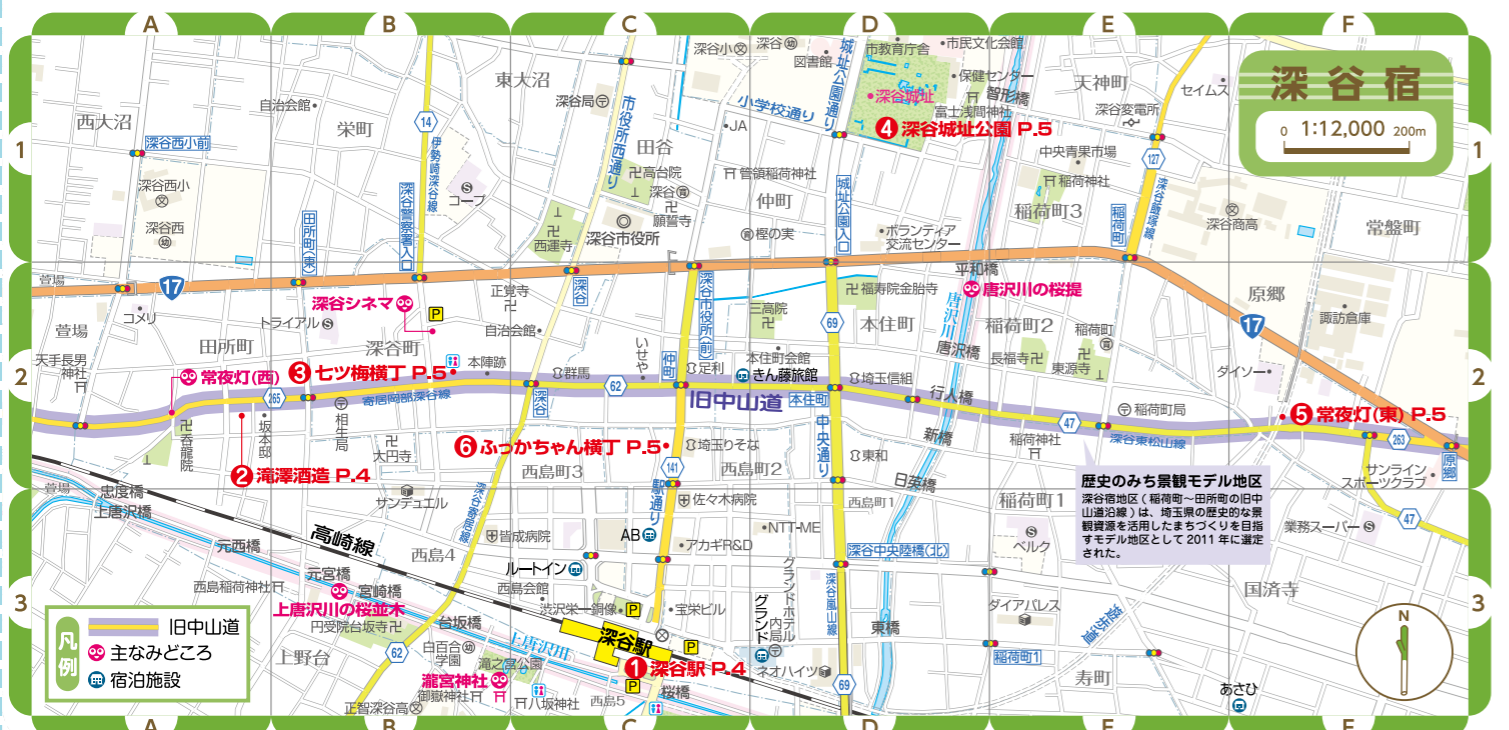 A
B
C
D
E
F
1
2
3
深谷宿
1:12,000
0
200m
西大沼
深谷西小前
深谷西小
深谷西
幼
自治会館
栄町
14
伊勢崎深谷線
コープ
田所町(東)
深谷警察署入口
東大沼
深谷局
市役所西通り
田谷
高台院
深谷
願誓寺
西運寺
深谷市役所
深谷小
深谷
幼
図書館
城址公園通り
小学校通り
JA
管領稲荷神社
仲町
樫の実
市教育庁舎
市民文化会館
保健センター
深谷城址
智形橋
富士浅間神社
4 深谷城址公園 P.5
城址公園入口
ボランティア
交流センター
天神町
深谷変電所
セイムス
127
中央青果市場
稲荷神社
稲荷町3
稲荷町
深谷飯塚線
深谷商高
常盤町
萱場
17
コメリ
萱場
天手長男
神社
田所町
トライアル
深谷シネマ
P
正覚寺
自治会館
深谷町
深谷
深谷市役所(前)
三高院
福寿院金胎寺
平和橋
唐沢川の桜提
唐沢川
本住町
69
稲荷町2
稲荷町
唐沢橋
長福寺
東源寺
17
原郷
諏訪倉庫
ダイソー
常夜灯(西)
3 七ツ梅横丁 P.5
本陣跡
いせや
仲町
群馬
足利
本住町会館
きん藤旅館
埼玉信組
本住町
行人橋
265
寄居岡部深谷線
62
深谷
旧中山道
稲荷町局
47
深谷東松山線
5 常夜灯(東) P.5
263
原郷
呑龍院
坂本邸
相生局
大円寺
2 滝澤酒造 P.4
6 ふっかちゃん横丁 P.5
埼玉りそな
西島町3
西島町2
141
駅通り
中央通り
東和
新橋
日英橋
稲荷神社
サンライン
スポーツクラブ
歴史のみち景観モデル地区
深谷宿地区(稲荷町〜田所町の旧中
山道沿線)は、埼玉県の歴史的な景
観資源を活用したまちづくりを目指
すモデル地区として2011年に選定
された。
萱場
忠度橋
上唐沢橋
元西橋
高崎線
サンデュエル
深谷寄居線
西島4
皆成病院
AB
佐々木病院
アカギR&D
NTT-ME
西島町1
稲荷町1
ベルク
業務スーパー
47
深谷中央陸橋(北)
西島稲荷神社
元宮橋
宮崎橋
上唐沢川の桜並木
円受院台坂寺
台坂橋
上唐沢川
ルートイン
西島会館
渋沢栄一銅像
P
宝栄ビル
深谷駅
P
1 深谷駅 P.4
P
グランドホテル
グランド
内局
ネオハイツ
深谷嵐山線
69
東橋
ダイアパレス
稲荷町1
遊歩道
国済寺
寿町
あさひ
N
上野台
62
白百合
学園
幼
滝之宮公園
瀧宮神社
御嶽神社
八坂神社
西島5
桜橋
正智深谷高
凡例
旧中山道
主なみどころ
宿泊施設
A
B
C
D
E
F